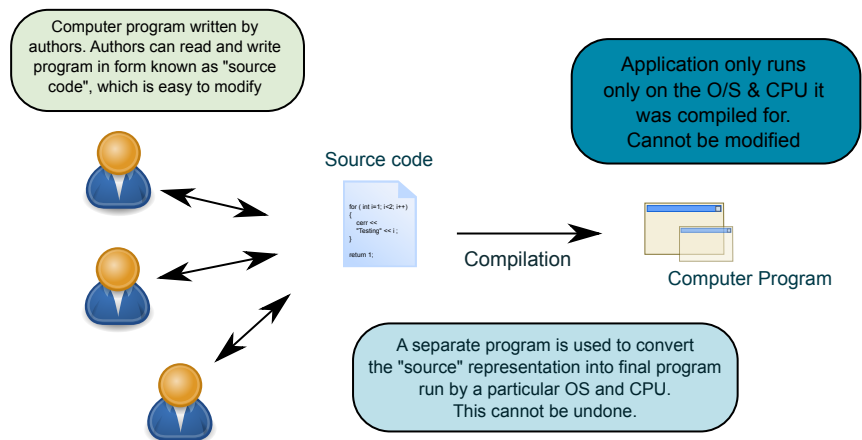 Computer program written by
authors. Authors can read and write
program in form known as "source
code", which is easy to modify
Application only runs
only on the O/S & CPU it
was compiled for.
Cannot be modified
Source code
for ( int i=1; i<2; i++)
{
cerr <<
"Testing" << i ;
}
return 1;
Compilation
Computer Program
A separate program is used to convert
the "source" representation into final program
run by a particular OS and CPU.
This cannot be undone.